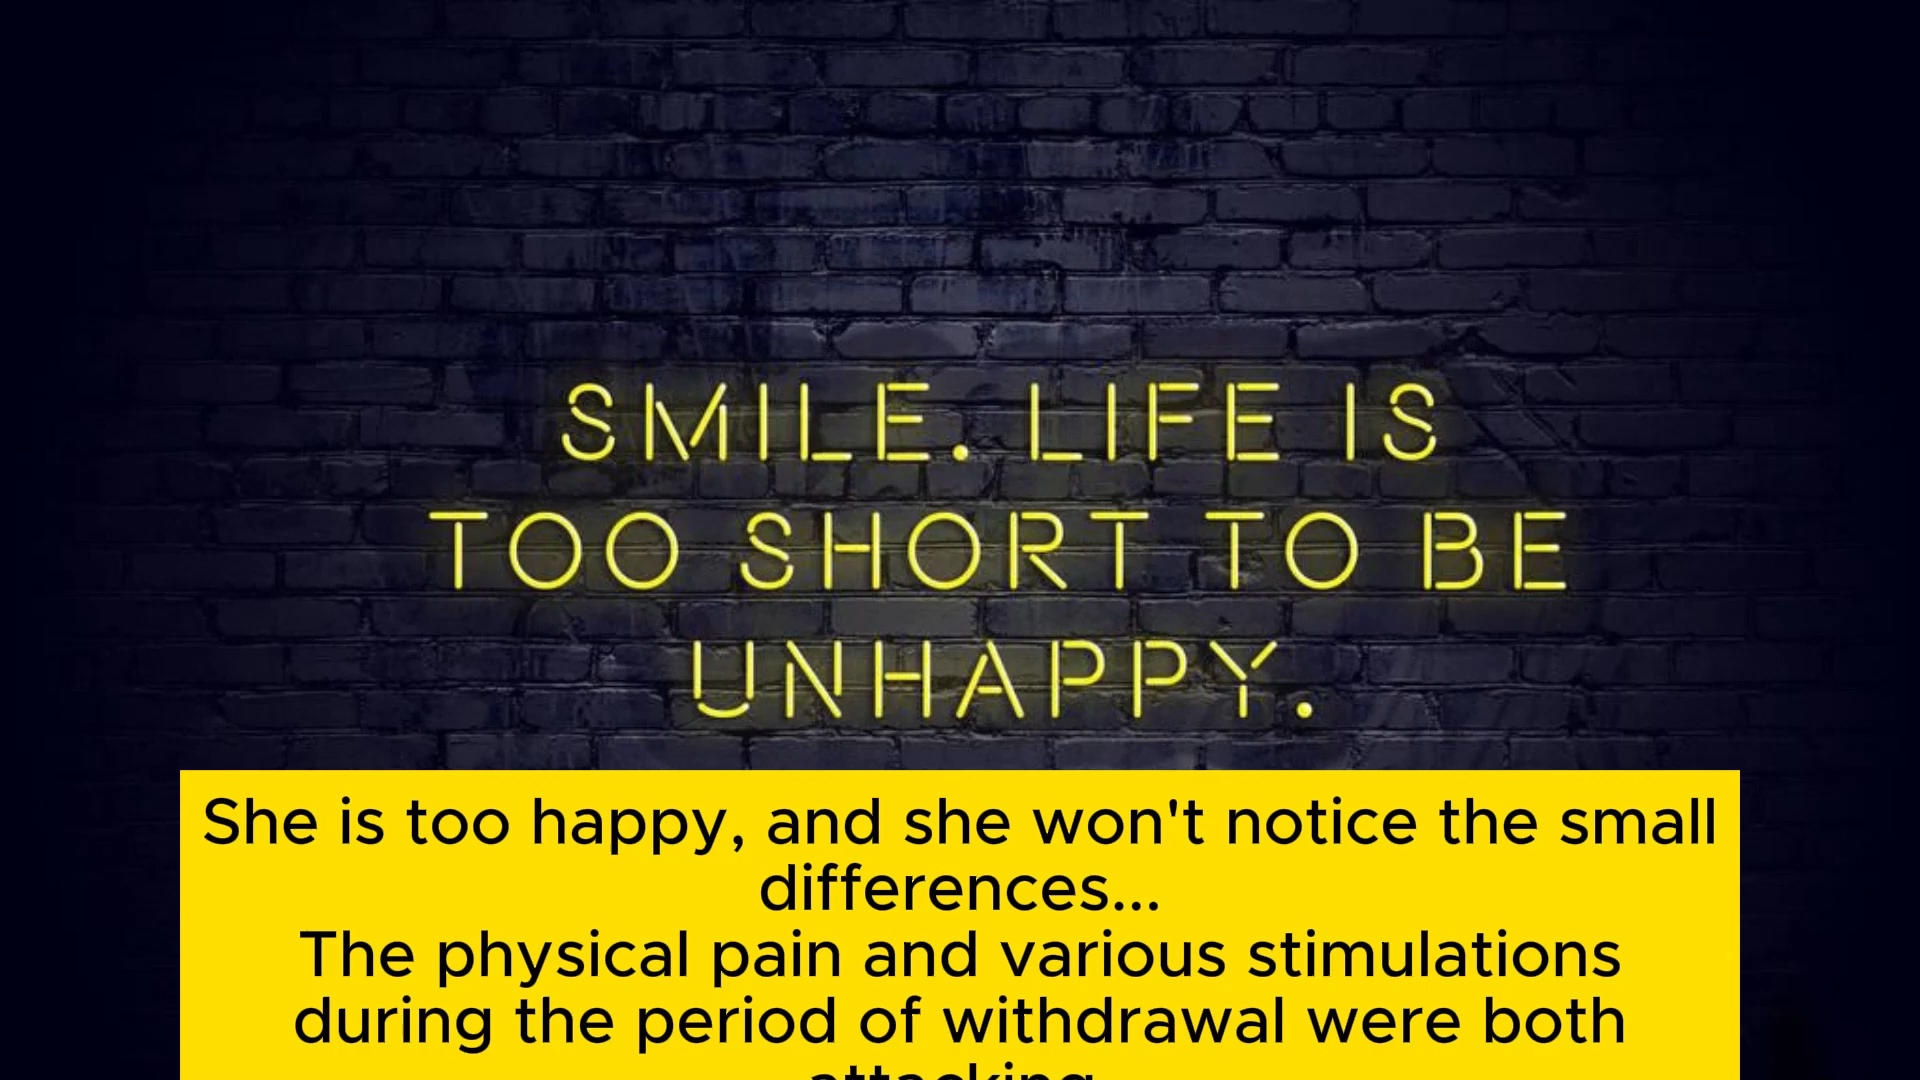 SMILE. LIFE IS
TOO SHORT TO BE
UNHAPPY.
She is too happy, and she won't notice the small
differences...
The physical pain and various stimulations
during the period of withdrawal were both
attacking